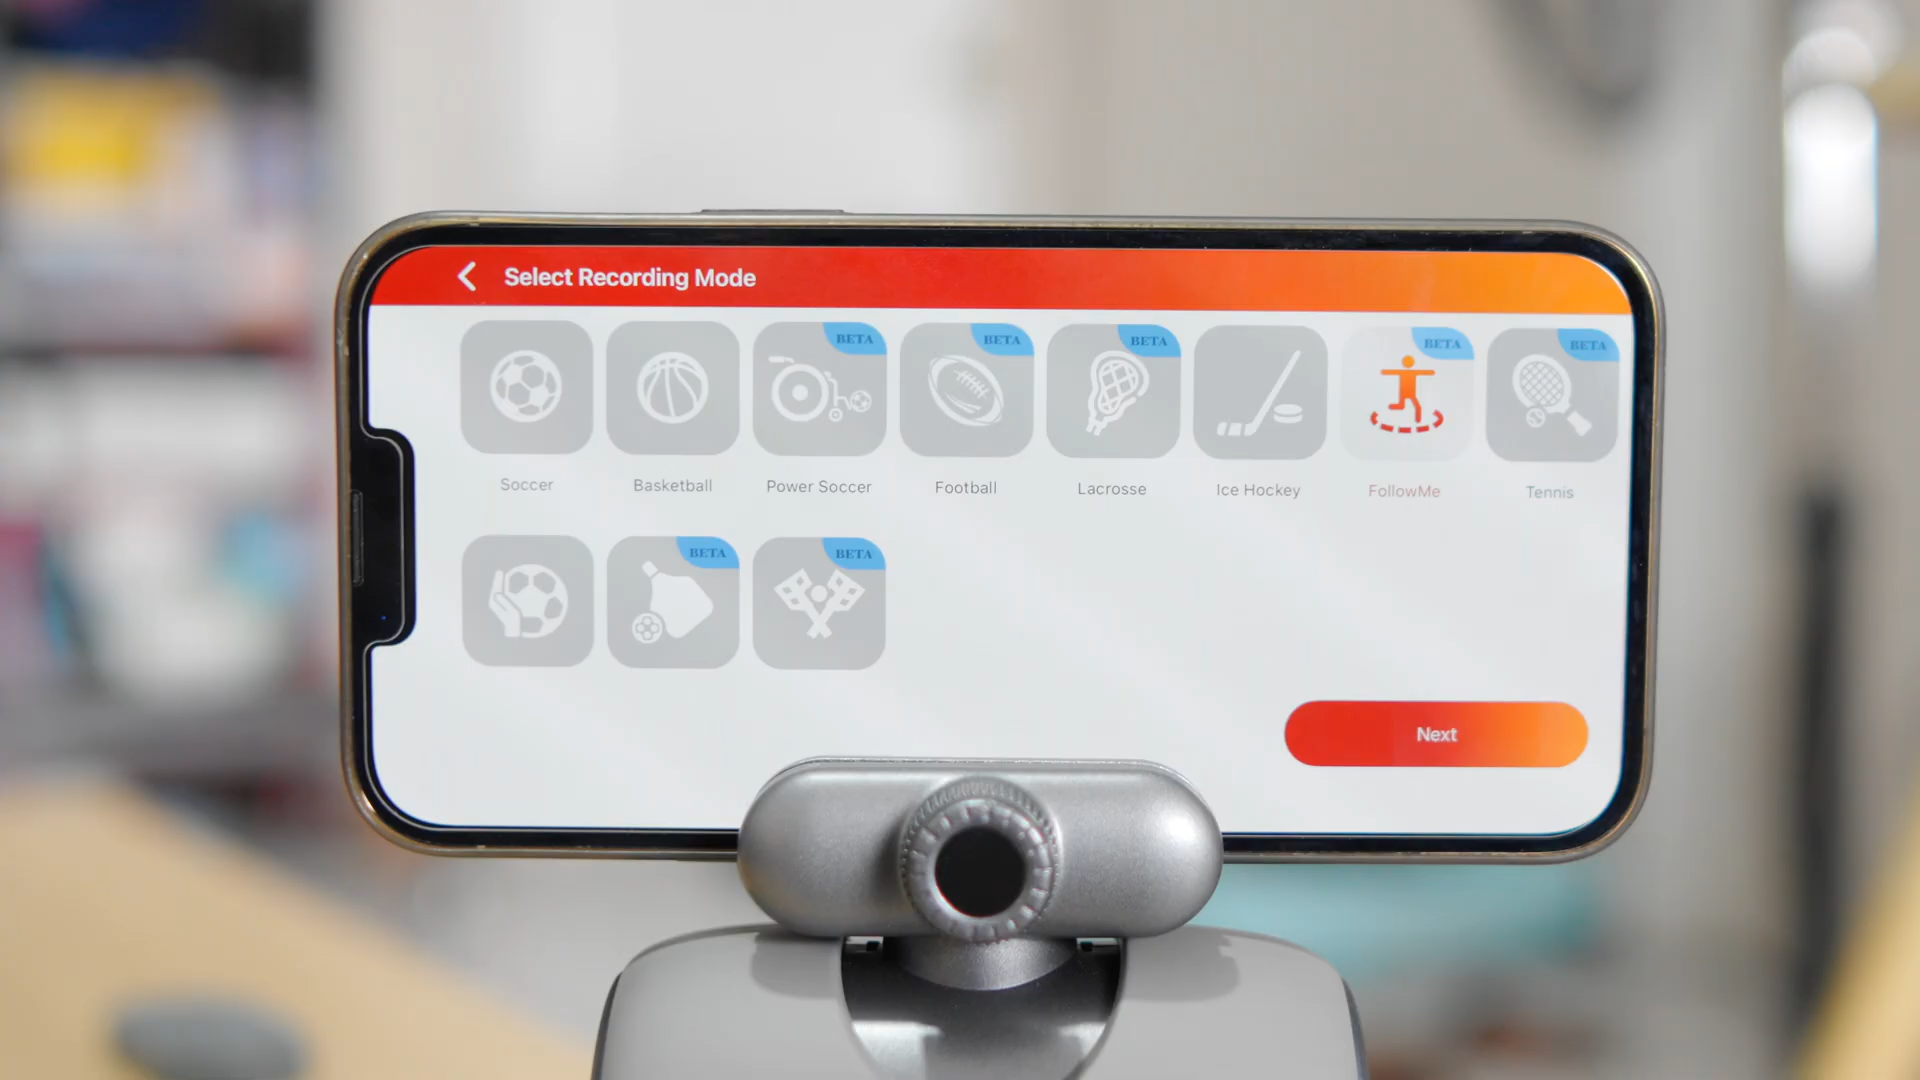 Select Recording Mode
BETA BETA BETA BETA BETA
Soccer Basketball Power Soccer Football Lacrosse Ice Hockey FollowMe Tennis
BETA BETA
Next